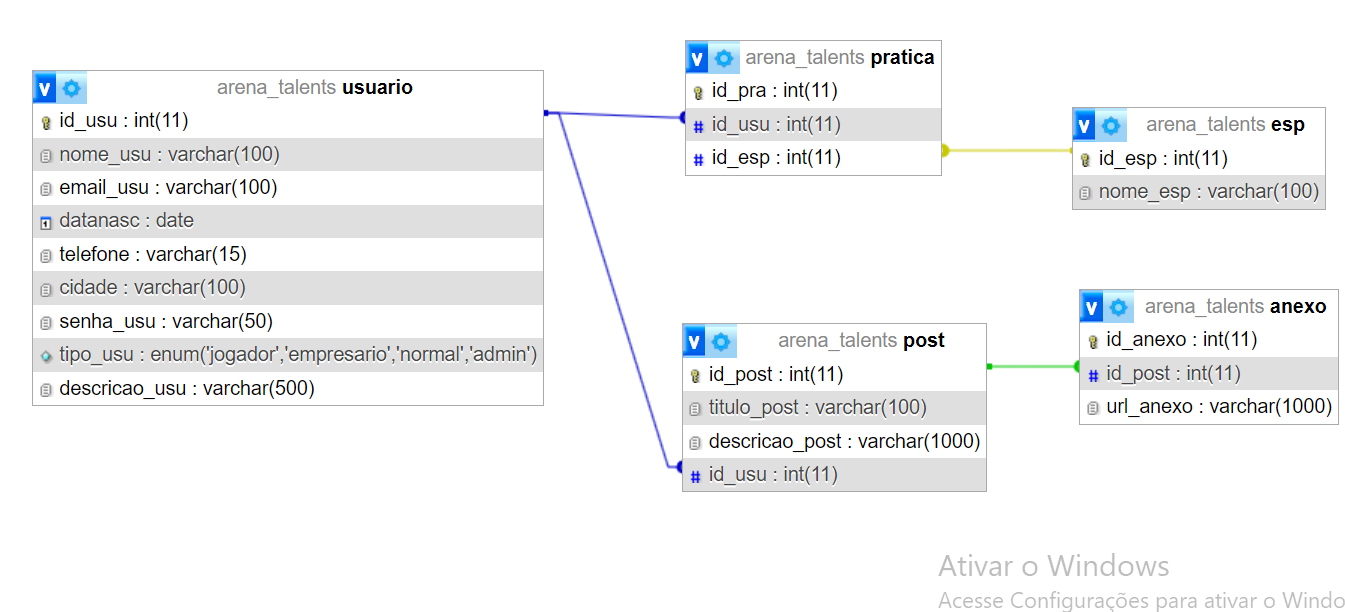 arena_talents usuario
id_usu : int(11)
nome_usu : varchar(100)
email_usu : varchar(100)
datanasc : date
telefone : varchar(15)
cidade : varchar(100)
senha_usu : varchar(50)
tipo_usu : enum('jogador','empresario','normal','admin')
descricao_usu : varchar(500)
arena_talents pratica
id_pra : int(11)
id_usu : int(11)
id_esp : int(11)
arena_talents esp
id_esp : int(11)
nome_esp : varchar(100)
arena_talents post
id_post : int(11)
titulo_post : varchar(100)
descricao_post : varchar(1000)
id_usu : int(11)
arena_talents anexo
id_anexo : int(11)
id_post : int(11)
url_anexo : varchar(1000)
Ativar o Windows
Acesse Configurações para ativar o Windo